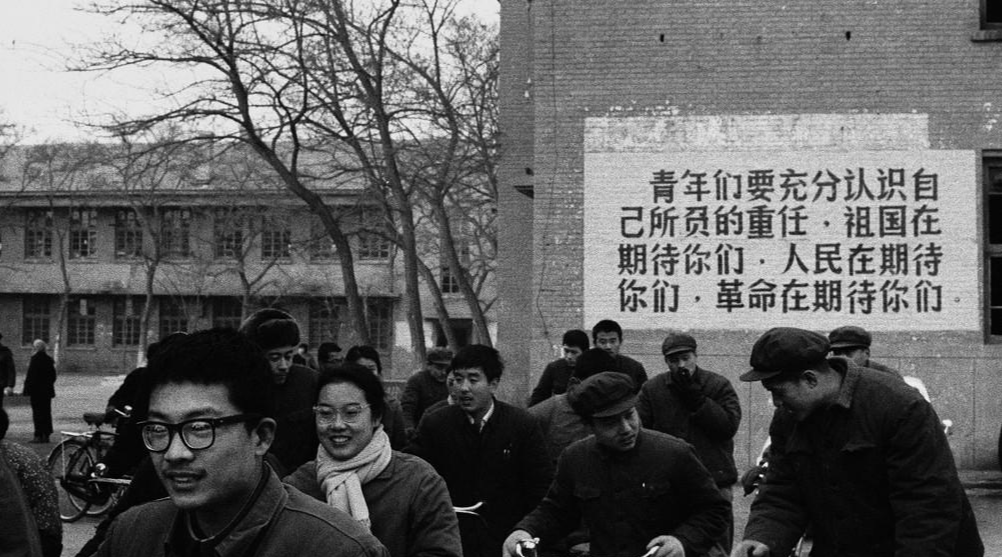 青年们要充分认识自
己所负的重任，祖国在
期待你们，人民在期待
你们，革命在期待你们。